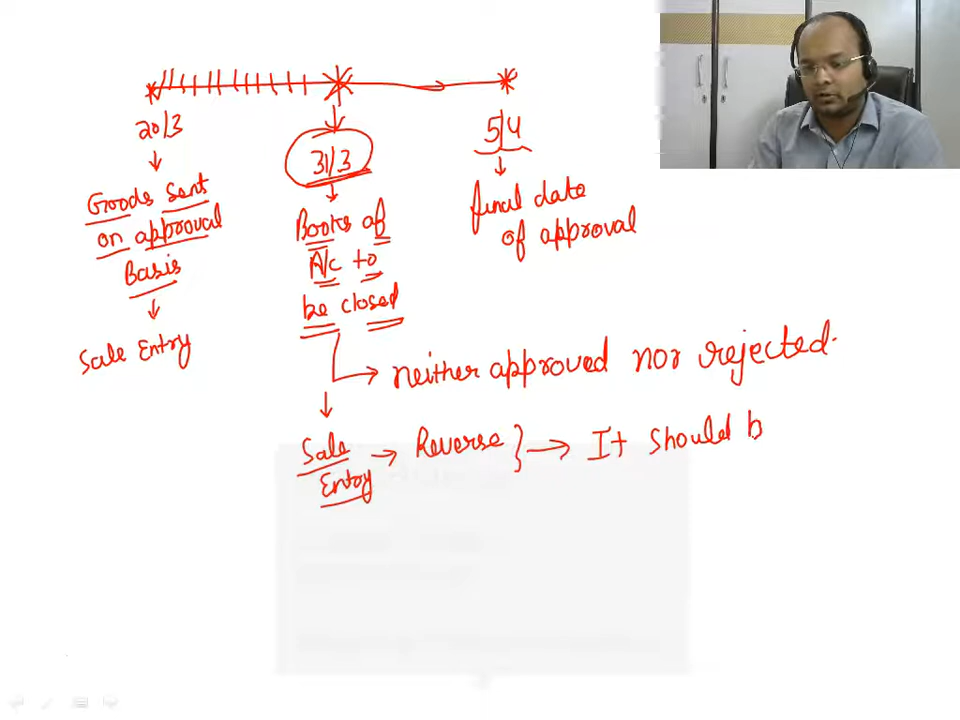 20/3
31/3
5/4
Goods Sent
on approval
Basis
Sale Entry
Books of
A/c to
be closed
final date
of approval
neither approved nor rejected.
Sale
Entry
Reverse
It should b